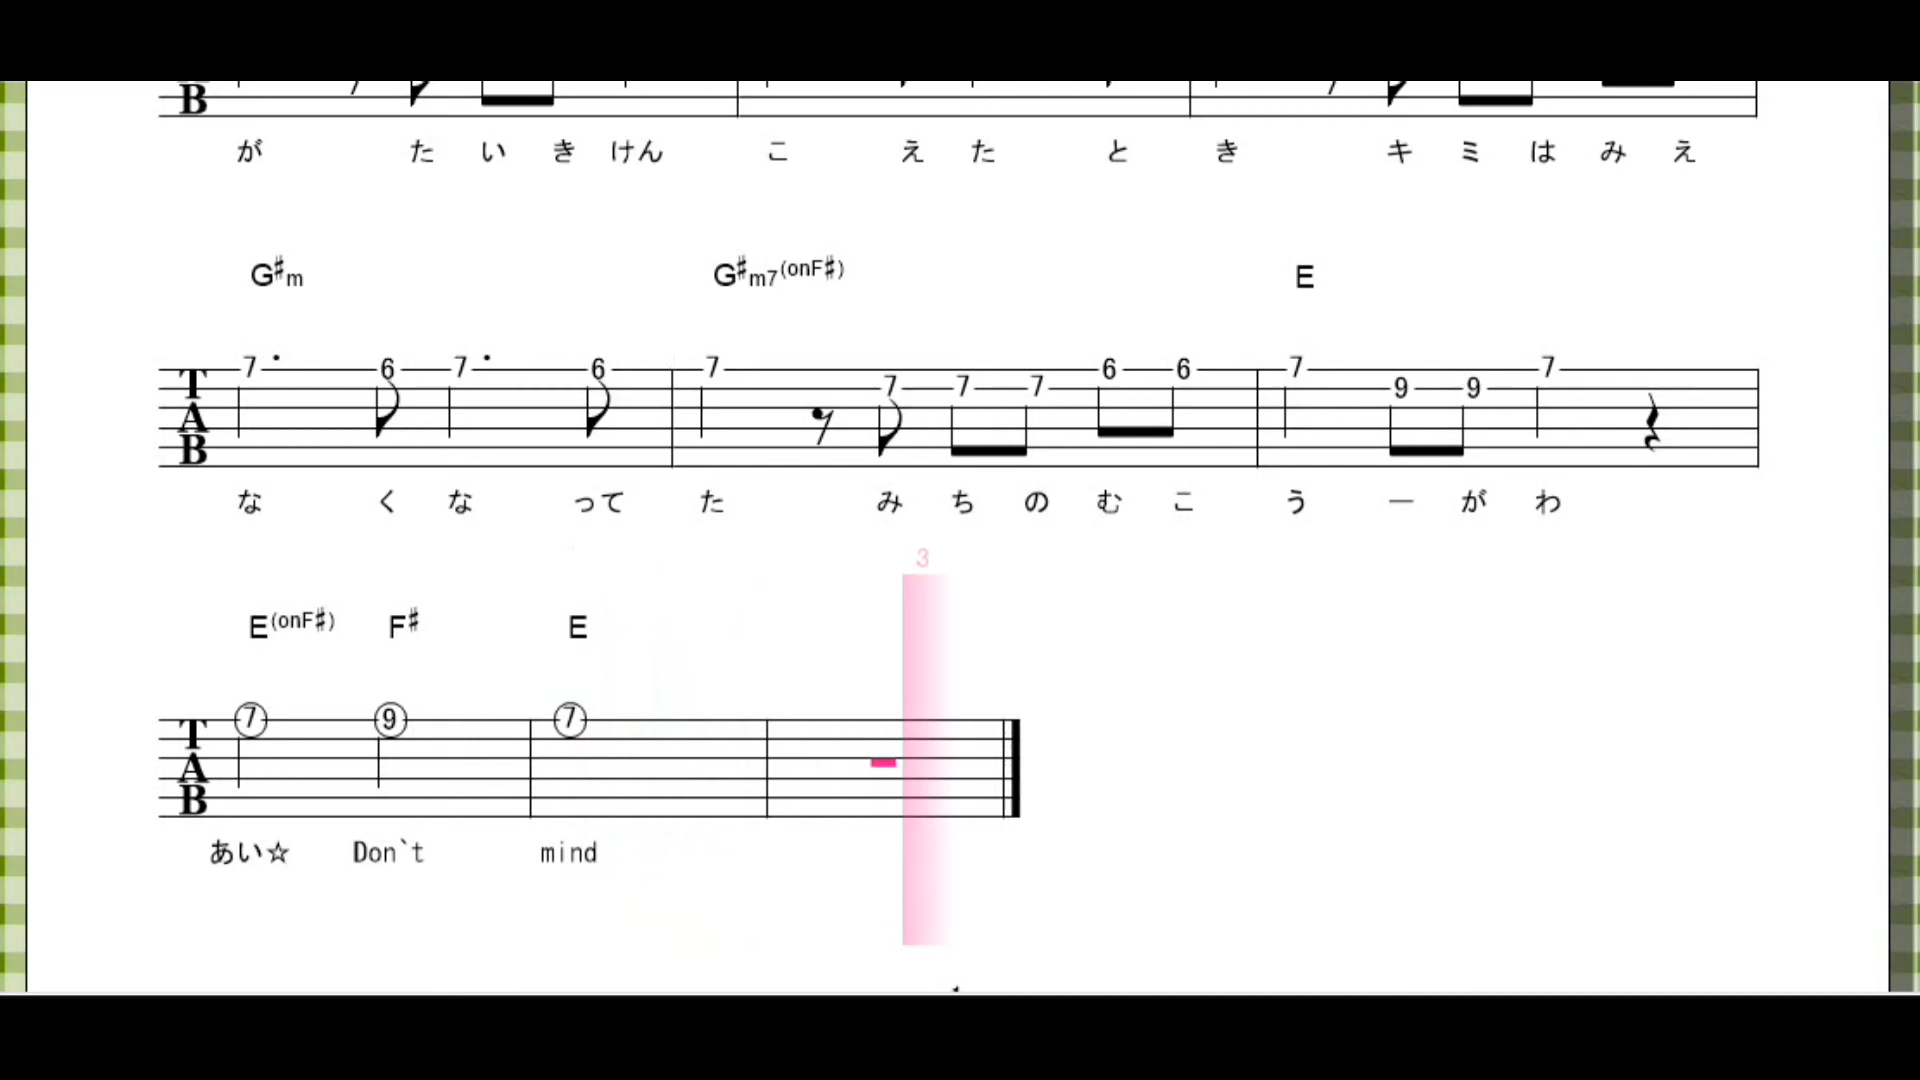 B
が た い き けん こ え た と き キ ミ は み え
G♯m G♯m7(onF♯) E
7 6 7 6 7 7 7 7 6 6 7 9 9 7
TAB
な く な って た み ち の む こ う ー が わ
3
E(onF♯) F♯ E
7 9 7
TAB
あい☆ Don`t mind